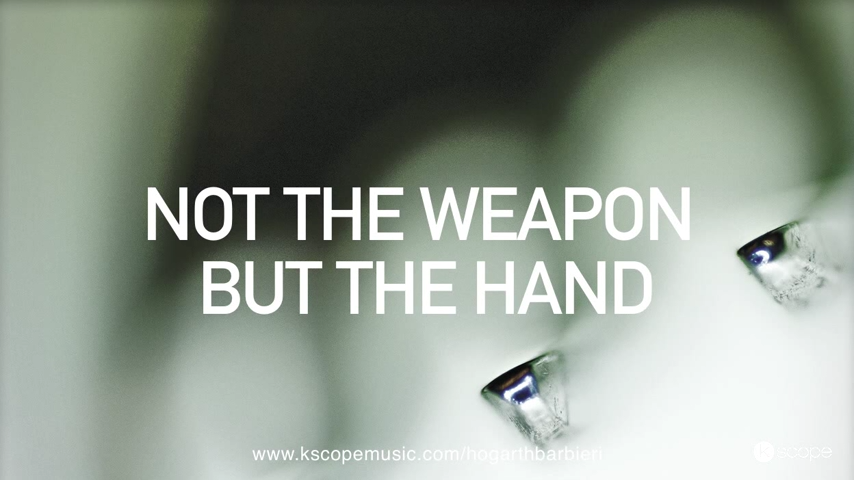 NOT THE WEAPON
BUT THE HAND
www.kscopemusic.com/hogarthbarbieri
kscope